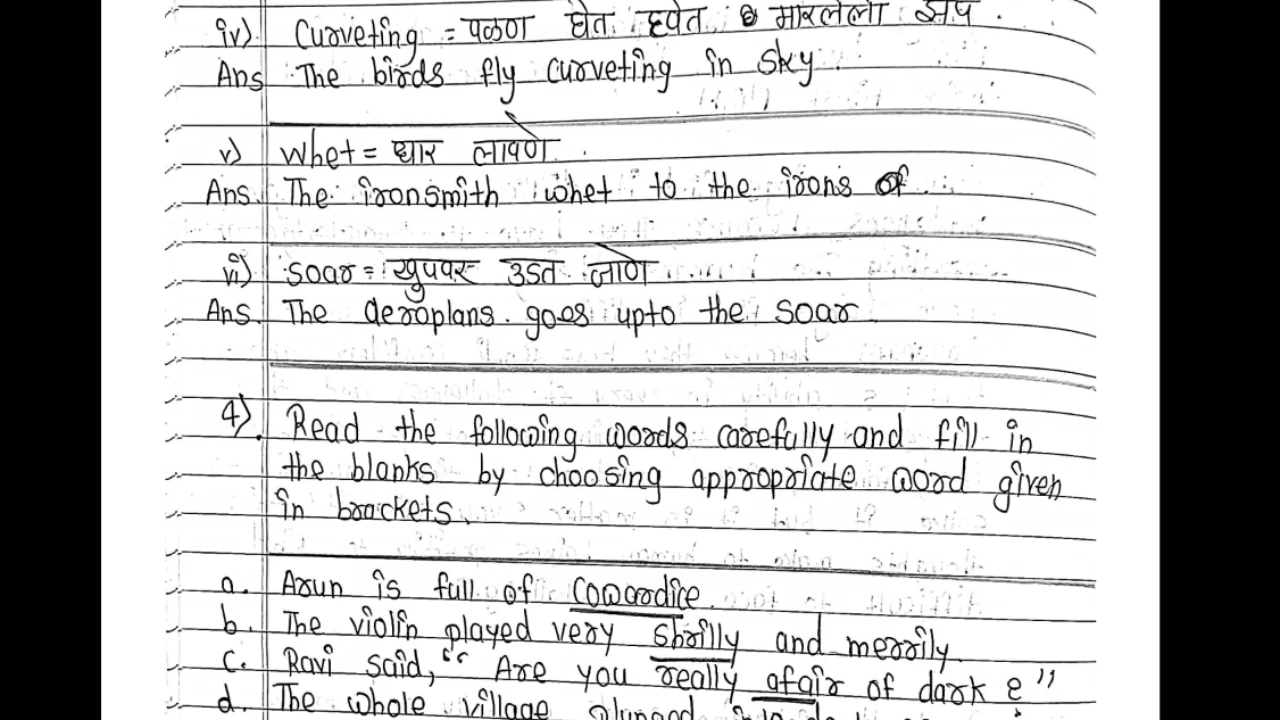 iv) Curveting = पळण घेत हवेत मारलेला झेप.
Ans The birds fly curveting in sky.
v) whet = धार लावणे.
Ans. The ironsmith whet to the irons of
vi) soar = खुपवर उडत जाणे
Ans. The aeroplans. goes upto the soar
4). Read the following words carefully and fill in
the blanks by choosing appropriate word given
in brackets.
a. Arun is full of cowardice.
b. The violin played very shrilly and merrily.
c. Ravi said, “ Are you really afair of dark ?”
d. The whole village plunged into